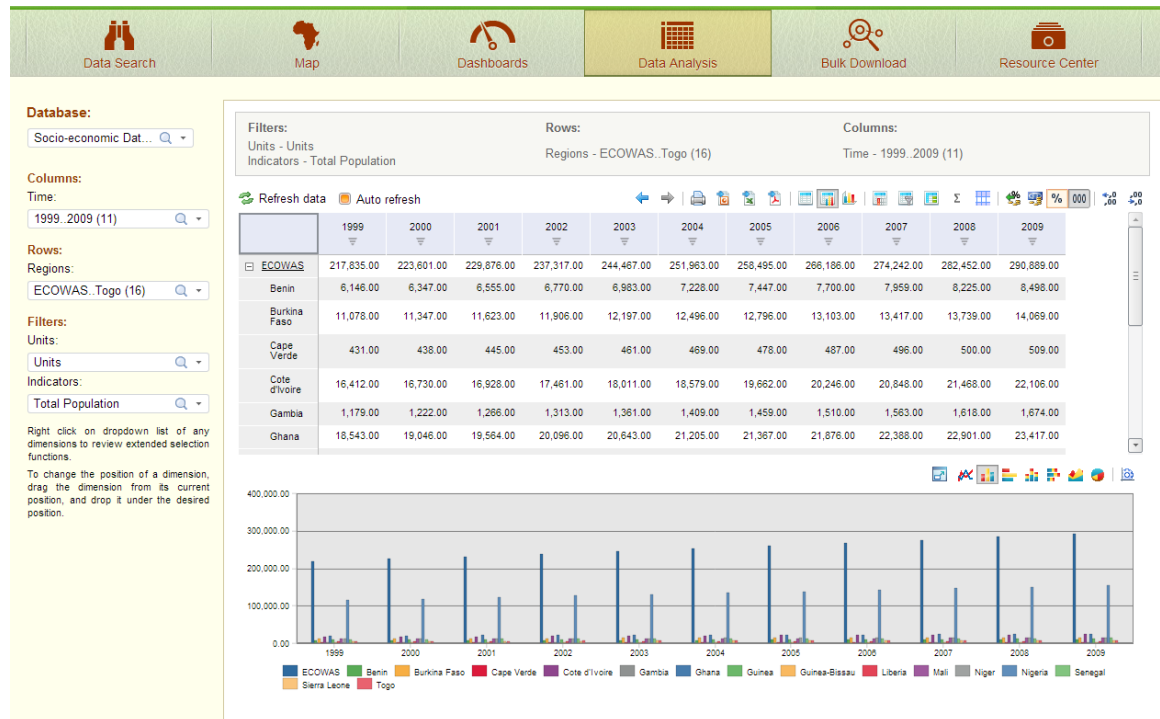 Data Search Map Dashboards Data Analysis Bulk Download Resource Center
Database:
Socio-economic Dat...
Columns:
Time:
1999..2009 (11)
Rows:
Regions:
ECOWAS..Togo (16)
Filters:
Units:
Units
Indicators:
Total Population
Right click on dropdown list of any
dimensions to review extended selection
functions.
To change the position of a dimension,
drag the dimension from its current
position, and drop it under the desired
position.
Filters: Rows: Columns:
Units - Units
Indicators - Total Population
Regions - ECOWAS..Togo (16) Time - 1999..2009 (11)
Refresh data Auto refresh Σ % 000
1999 2000 2001 2002 2003 2004 2005 2006 2007 2008 2009
ECOWAS 217,835.00 223,601.00 229,876.00 237,317.00 244,467.00 251,963.00 258,495.00 266,186.00 274,242.00 282,452.00 290,889.00
Benin 6,146.00 6,347.00 6,555.00 6,770.00 6,983.00 7,228.00 7,447.00 7,700.00 7,959.00 8,225.00 8,498.00
Burkina
Faso 11,078.00 11,347.00 11,623.00 11,906.00 12,197.00 12,496.00 12,796.00 13,103.00 13,417.00 13,739.00 14,069.00
Cape
Verde 431.00 438.00 445.00 453.00 461.00 469.00 478.00 487.00 496.00 500.00 509.00
Cote
d'Ivoire 16,412.00 16,730.00 16,928.00 17,461.00 18,011.00 18,579.00 19,662.00 20,246.00 20,848.00 21,468.00 22,106.00
Gambia 1,179.00 1,222.00 1,266.00 1,313.00 1,361.00 1,409.00 1,459.00 1,510.00 1,563.00 1,618.00 1,674.00
Ghana 18,543.00 19,046.00 19,564.00 20,096.00 20,643.00 21,205.00 21,367.00 21,876.00 22,388.00 22,901.00 23,417.00
400,000.00
300,000.00
200,000.00
100,000.00
0.00
1999 2000 2001 2002 2003 2004 2005 2006 2007 2008 2009
ECOWAS Benin Burkina Faso Cape Verde Cote d'Ivoire Gambia Ghana Guinea Guinea-Bissau Liberia Mali Niger Nigeria Senegal
Sierra Leone Togo